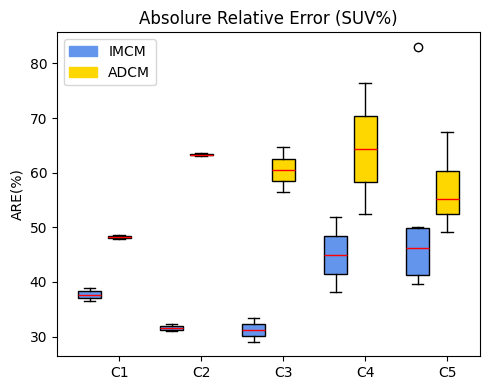 Absolure Relative Error (SUV%)
IMCM
ADCM
ARE(%)
80
70
60
50
40
30
C1 C2 C3 C4 C5